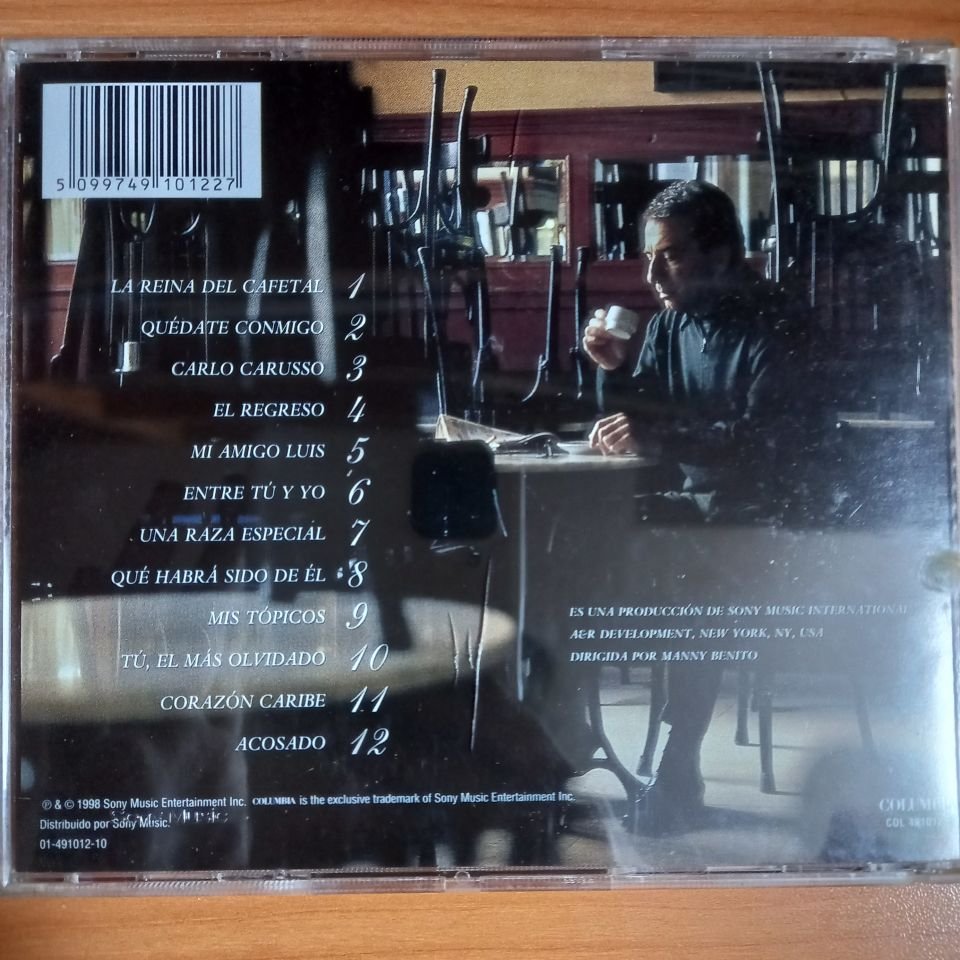 5 099749 101227
LA REINA DEL CAFETAL 1
QUÉDATE CONMIGO 2
CARLO CARUSSO 3
EL REGRESO 4
MI AMIGO LUIS 5
ENTRE TÚ Y YO 6
UNA RAZA ESPECIAL 7
QUÉ HABRÁ SIDO DE ÉL 8
MIS TÓPICOS 9
TÚ, EL MÁS OLVIDADO 10
CORAZÓN CARIBE 11
ACOSADO 12
ES UNA PRODUCCIÓN DE SONY MUSIC INTERNATIONAL
A&R DEVELOPMENT, NEW YORK, NY, USA
DIRIGIDA POR MANNY BENITO
℗ & © 1998 Sony Music Entertainment Inc. COLUMBIA is the exclusive trademark of Sony Music Entertainment Inc.
Distribuido por Sony Music.
01-491012-10
COL 491012